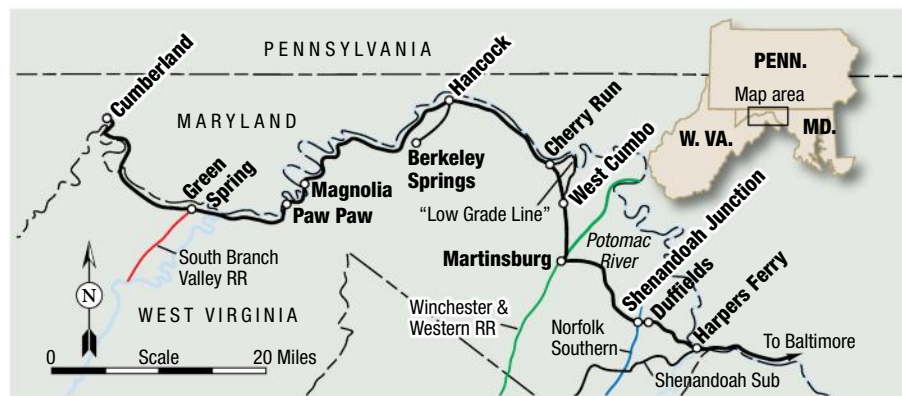 PENNSYLVANIA
Cumberland
MARYLAND
Hancock
Cherry Run
West Cumbo
Berkeley
Springs
"Low Grade Line"
Green
Spring
Magnolia
Paw Paw
South Branch
Valley RR
Martinsburg
Potomac
River
Shenandoah Junction
Duffields
Harpers Ferry
N
WEST VIRGINIA
Winchester &
Western RR
Norfolk
Southern
To Baltimore
Shenandoah Sub
0 Scale 20 Miles
PENN.
Map area
W. VA.
MD.